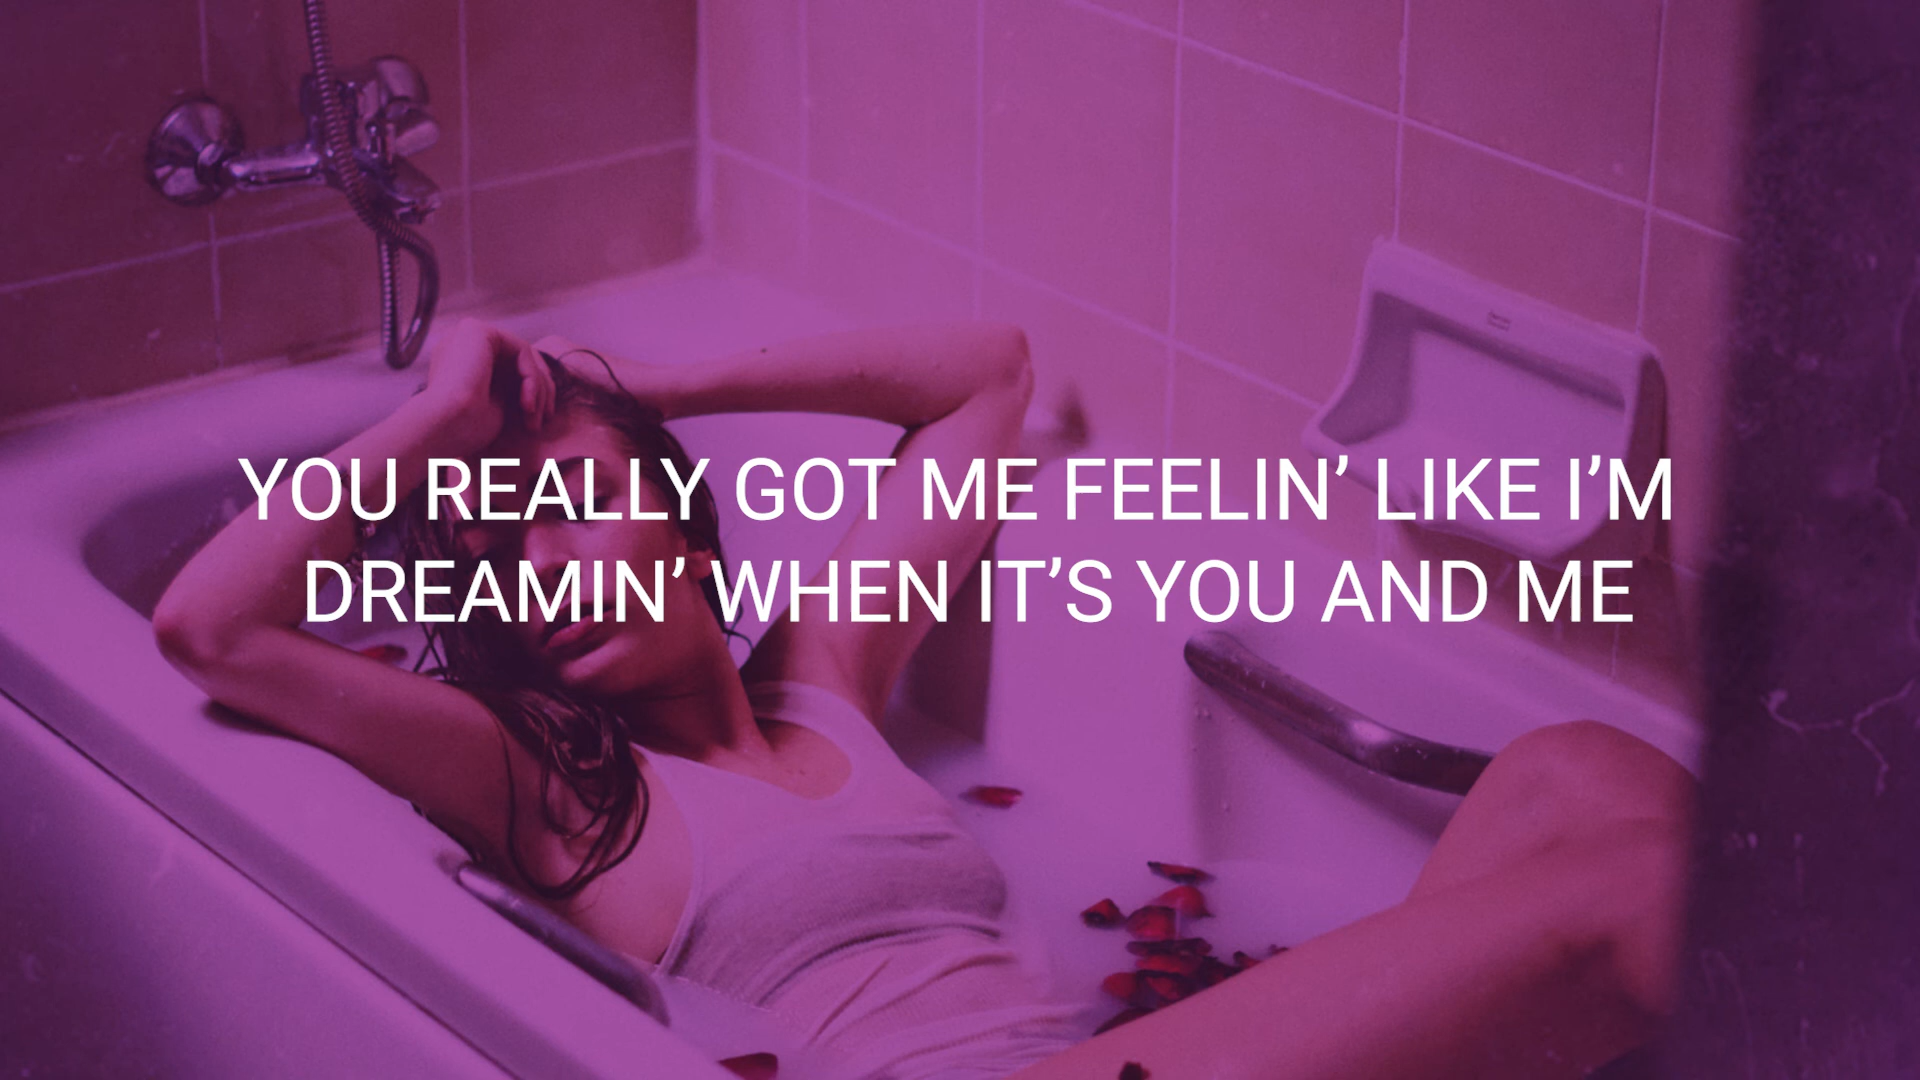 YOU REALLY GOT ME FEELIN’ LIKE I’M
DREAMIN’ WHEN IT’S YOU AND ME